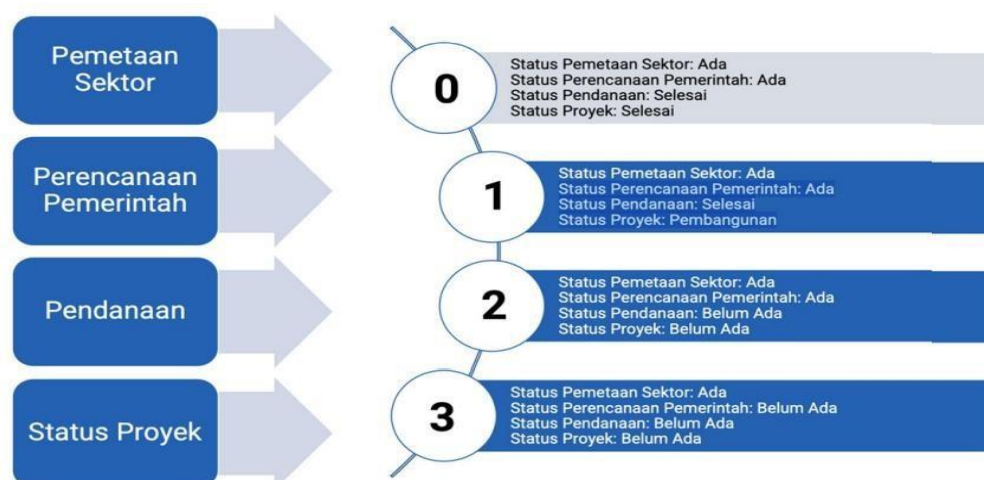 Pemetaan
Sektor
Perencanaan
Pemerintah
Pendanaan
Status Proyek
0
Status Pemetaan Sektor: Ada
Status Perencanaan Pemerintah: Ada
Status Pendanaan: Selesai
Status Proyek: Selesai
1
Status Pemetaan Sektor: Ada
Status Perencanaan Pemerintah: Ada
Status Pendanaan: Selesai
Status Proyek: Pembangunan
2
Status Pemetaan Sektor: Ada
Status Perencanaan Pemerintah: Ada
Status Pendanaan: Belum Ada
Status Proyek: Belum Ada
3
Status Pemetaan Sektor: Ada
Status Perencanaan Pemerintah: Belum Ada
Status Pendanaan: Belum Ada
Status Proyek: Belum Ada